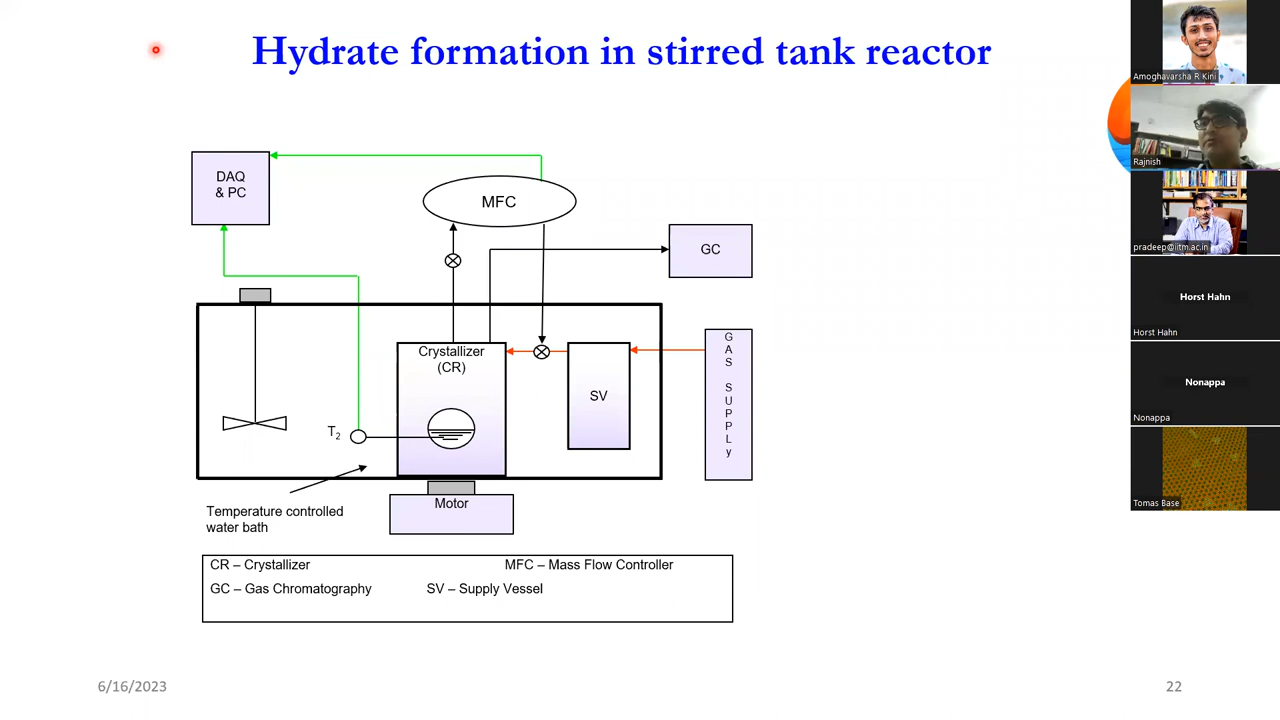 Hydrate formation in stirred tank reactor
DAQ
& PC
MFC
GC
Crystallizer
(CR)
SV
GAS SUPPLy
T2
Motor
Temperature controlled
water bath
CR – Crystallizer
MFC – Mass Flow Controller
GC – Gas Chromatography
SV – Supply Vessel
6/16/2023
22
Amoghavarsha R Kini
Rajnish
pradeep@iitm.ac.in
Horst Hahn
Horst Hahn
Nonappa
Nonappa
Tomas Base